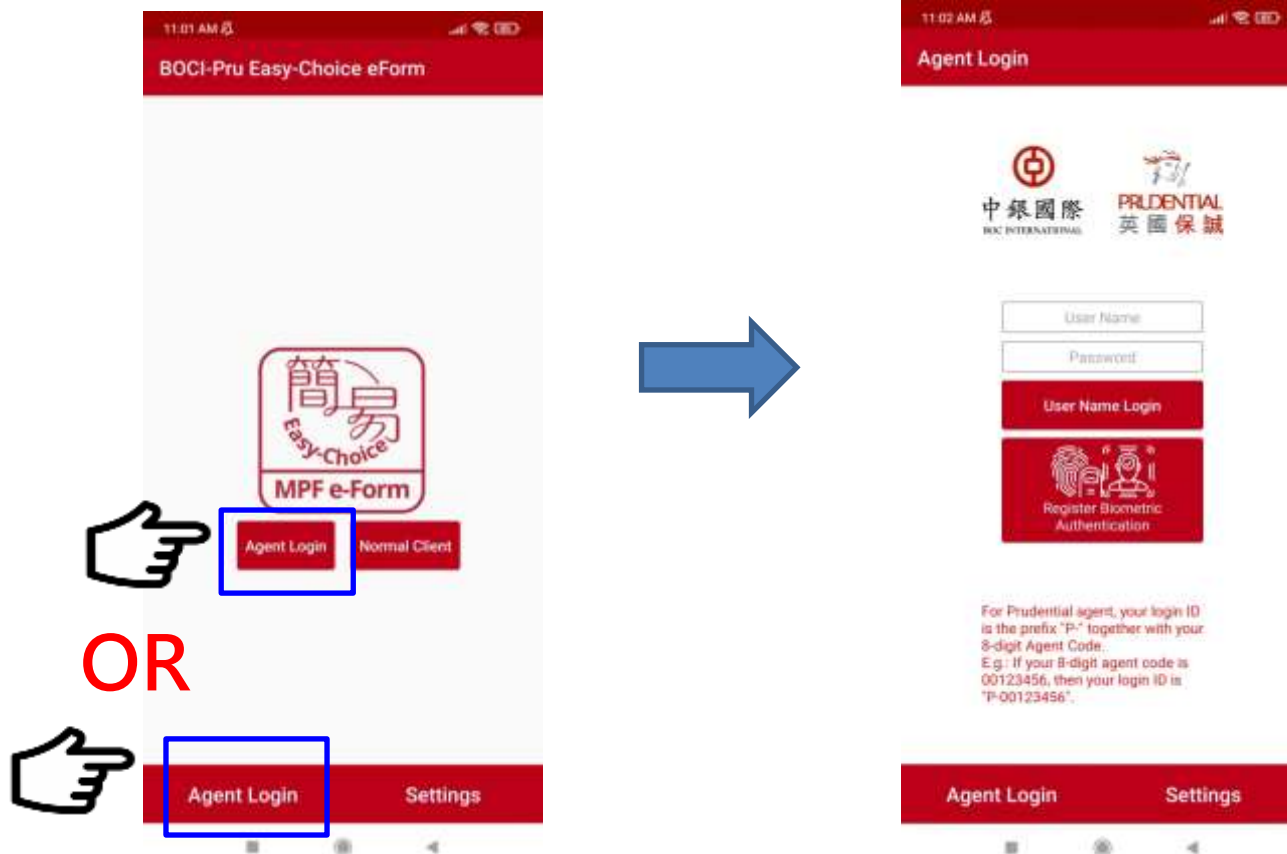 11:01 AM
BOCI-Pru Easy-Choice eForm
簡易
Easy-Choice
MPF e-Form
Agent Login
Normal Client
OR
Agent Login
Settings
11:02 AM
Agent Login
中銀國際
BOC INTERNATIONAL
PRUDENTIAL
英國保誠
User Name
Password
User Name Login
Register Biometric
Authentication
For Prudential agent, your login ID
is the prefix "P-" together with your
8-digit Agent Code.
E.g.: If your 8-digit agent code is
00123456, then your login ID is
"P-00123456".
Agent Login
Settings